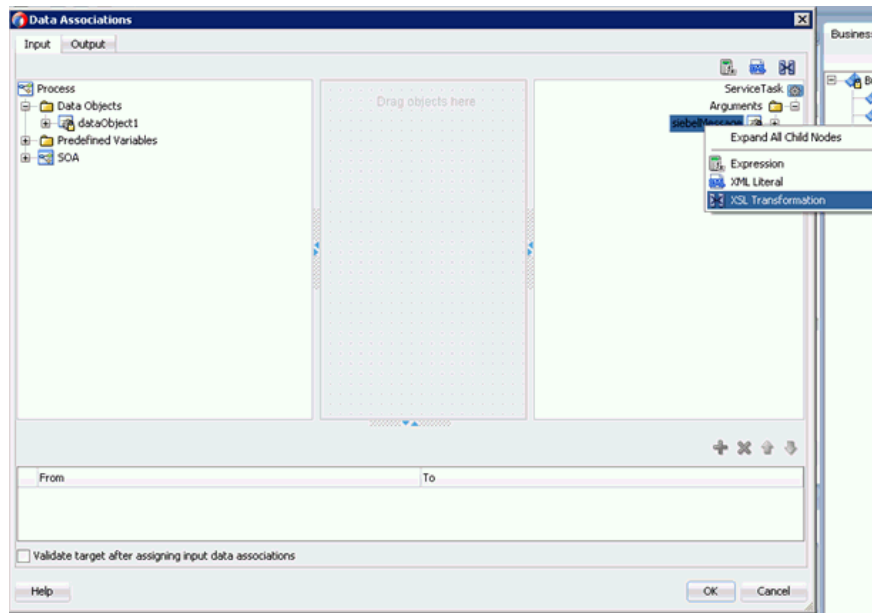 Data Associations
Business
Input Output
Process
Data Objects
dataObject1
Predefined Variables
SOA
Drag objects here
ServiceTask
Arguments
siebelMessage
Expand All Child Nodes
Expression
XML Literal
XSL Transformation
From To
Validate target after assigning input data associations
Help OK Cancel